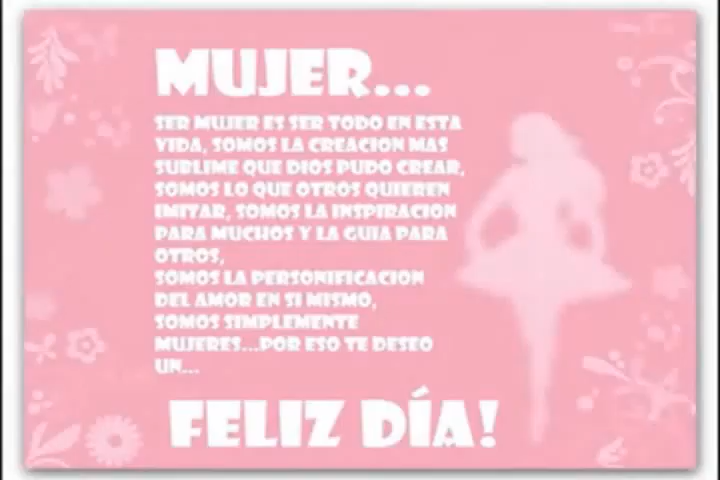 MUJER...
SER MUJER ES SER TODO EN ESTA
VIDA, SOMOS LA CREACION MAS
SUBLIME QUE DIOS PUDO CREAR,
SOMOS LO QUE OTROS QUIEREN
IMITAR, SOMOS LA INSPIRACION
PARA MUCHOS Y LA GUIA PARA
OTROS,
SOMOS LA PERSONIFICACION
DEL AMOR EN SI MISMO,
SOMOS SIMPLEMENTE
MUJERES...POR ESO TE DESEO
UN...
FELIZ DÍA!